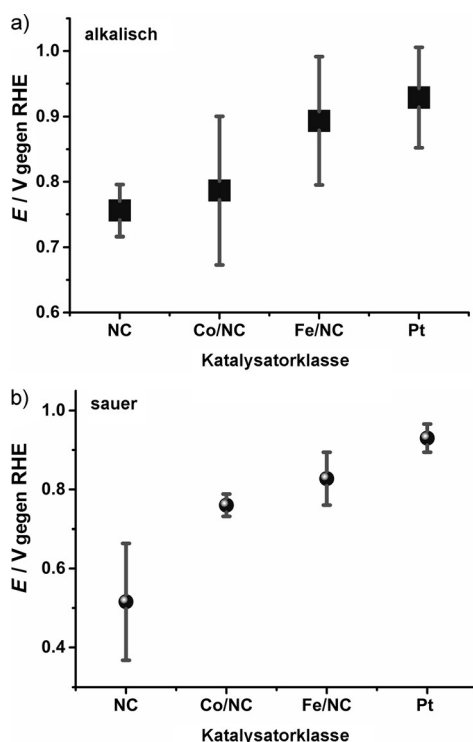 a)
alkalisch
E / V gegen RHE
1.0
0.9
0.8
0.7
0.6
NC Co/NC Fe/NC Pt
Katalysatorklasse
b)
sauer
E / V gegen RHE
1.0
0.8
0.6
0.4
NC Co/NC Fe/NC Pt
Katalysatorklasse